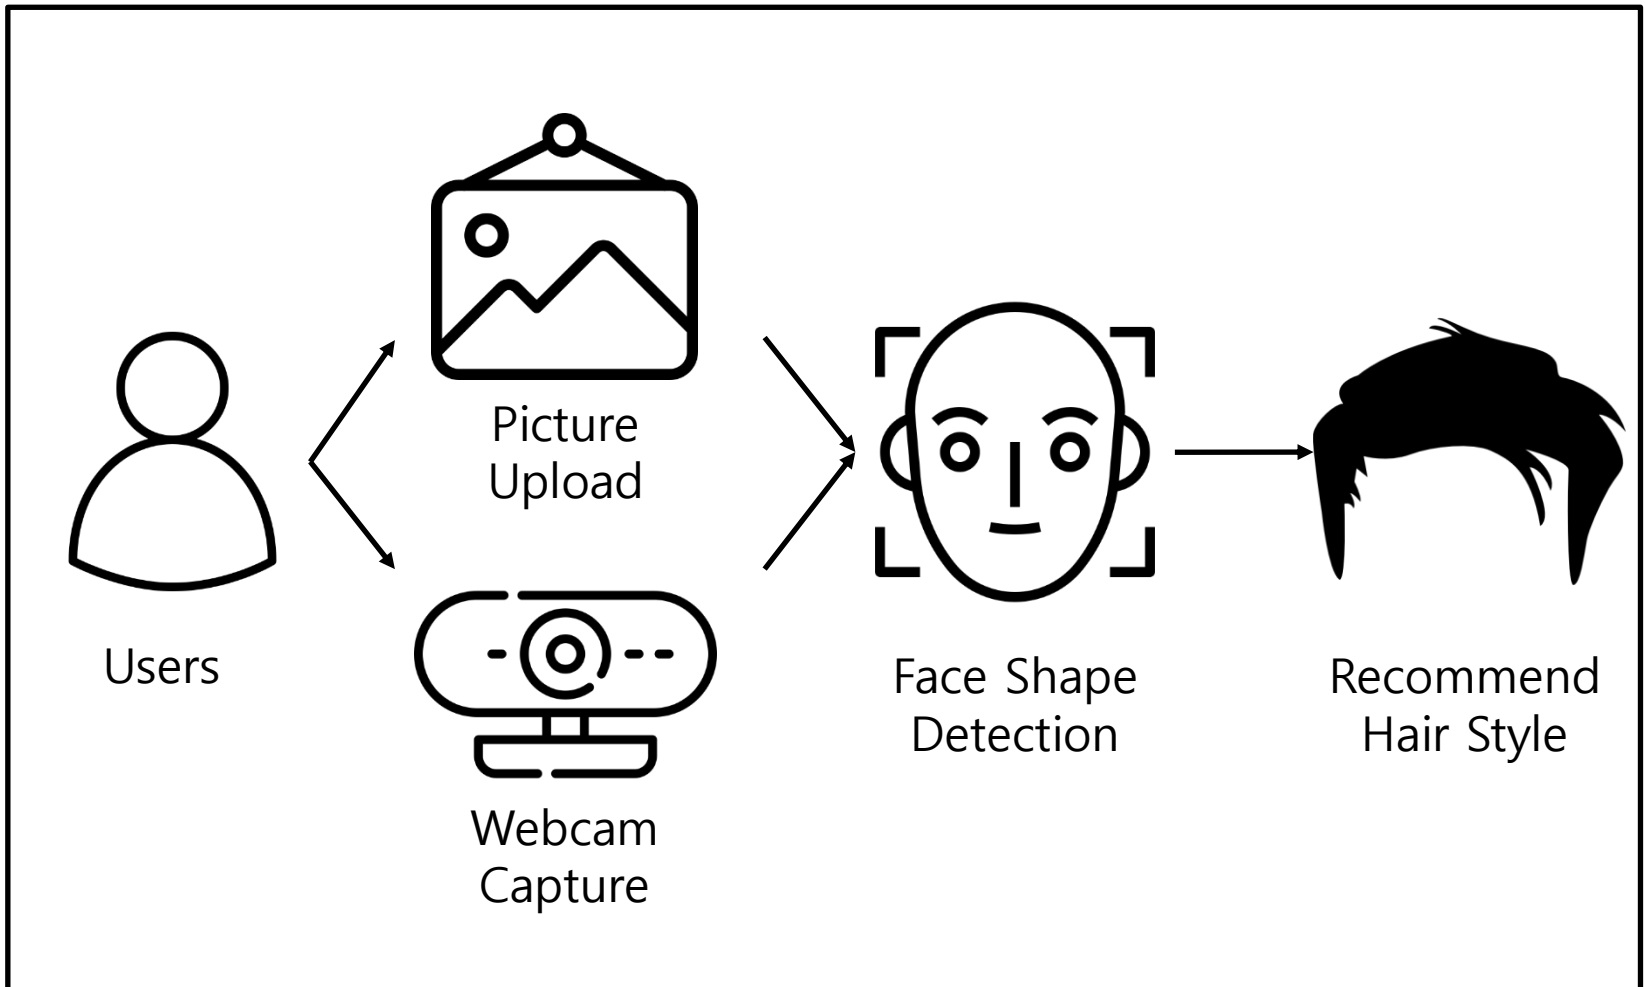 Users
Picture
Upload
Webcam
Capture
Face Shape
Detection
Recommend
Hair Style